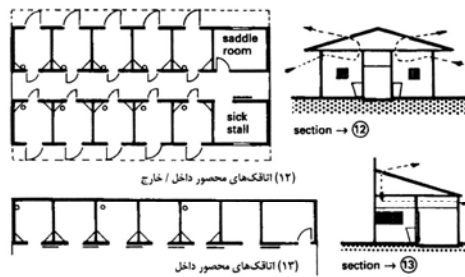 saddle
room
sick
stall
section → ⑫
(۱۲) اتاقک‌های محصور داخل / خارج
section → ⑬
(۱۳) اتاقک‌های محصور داخل